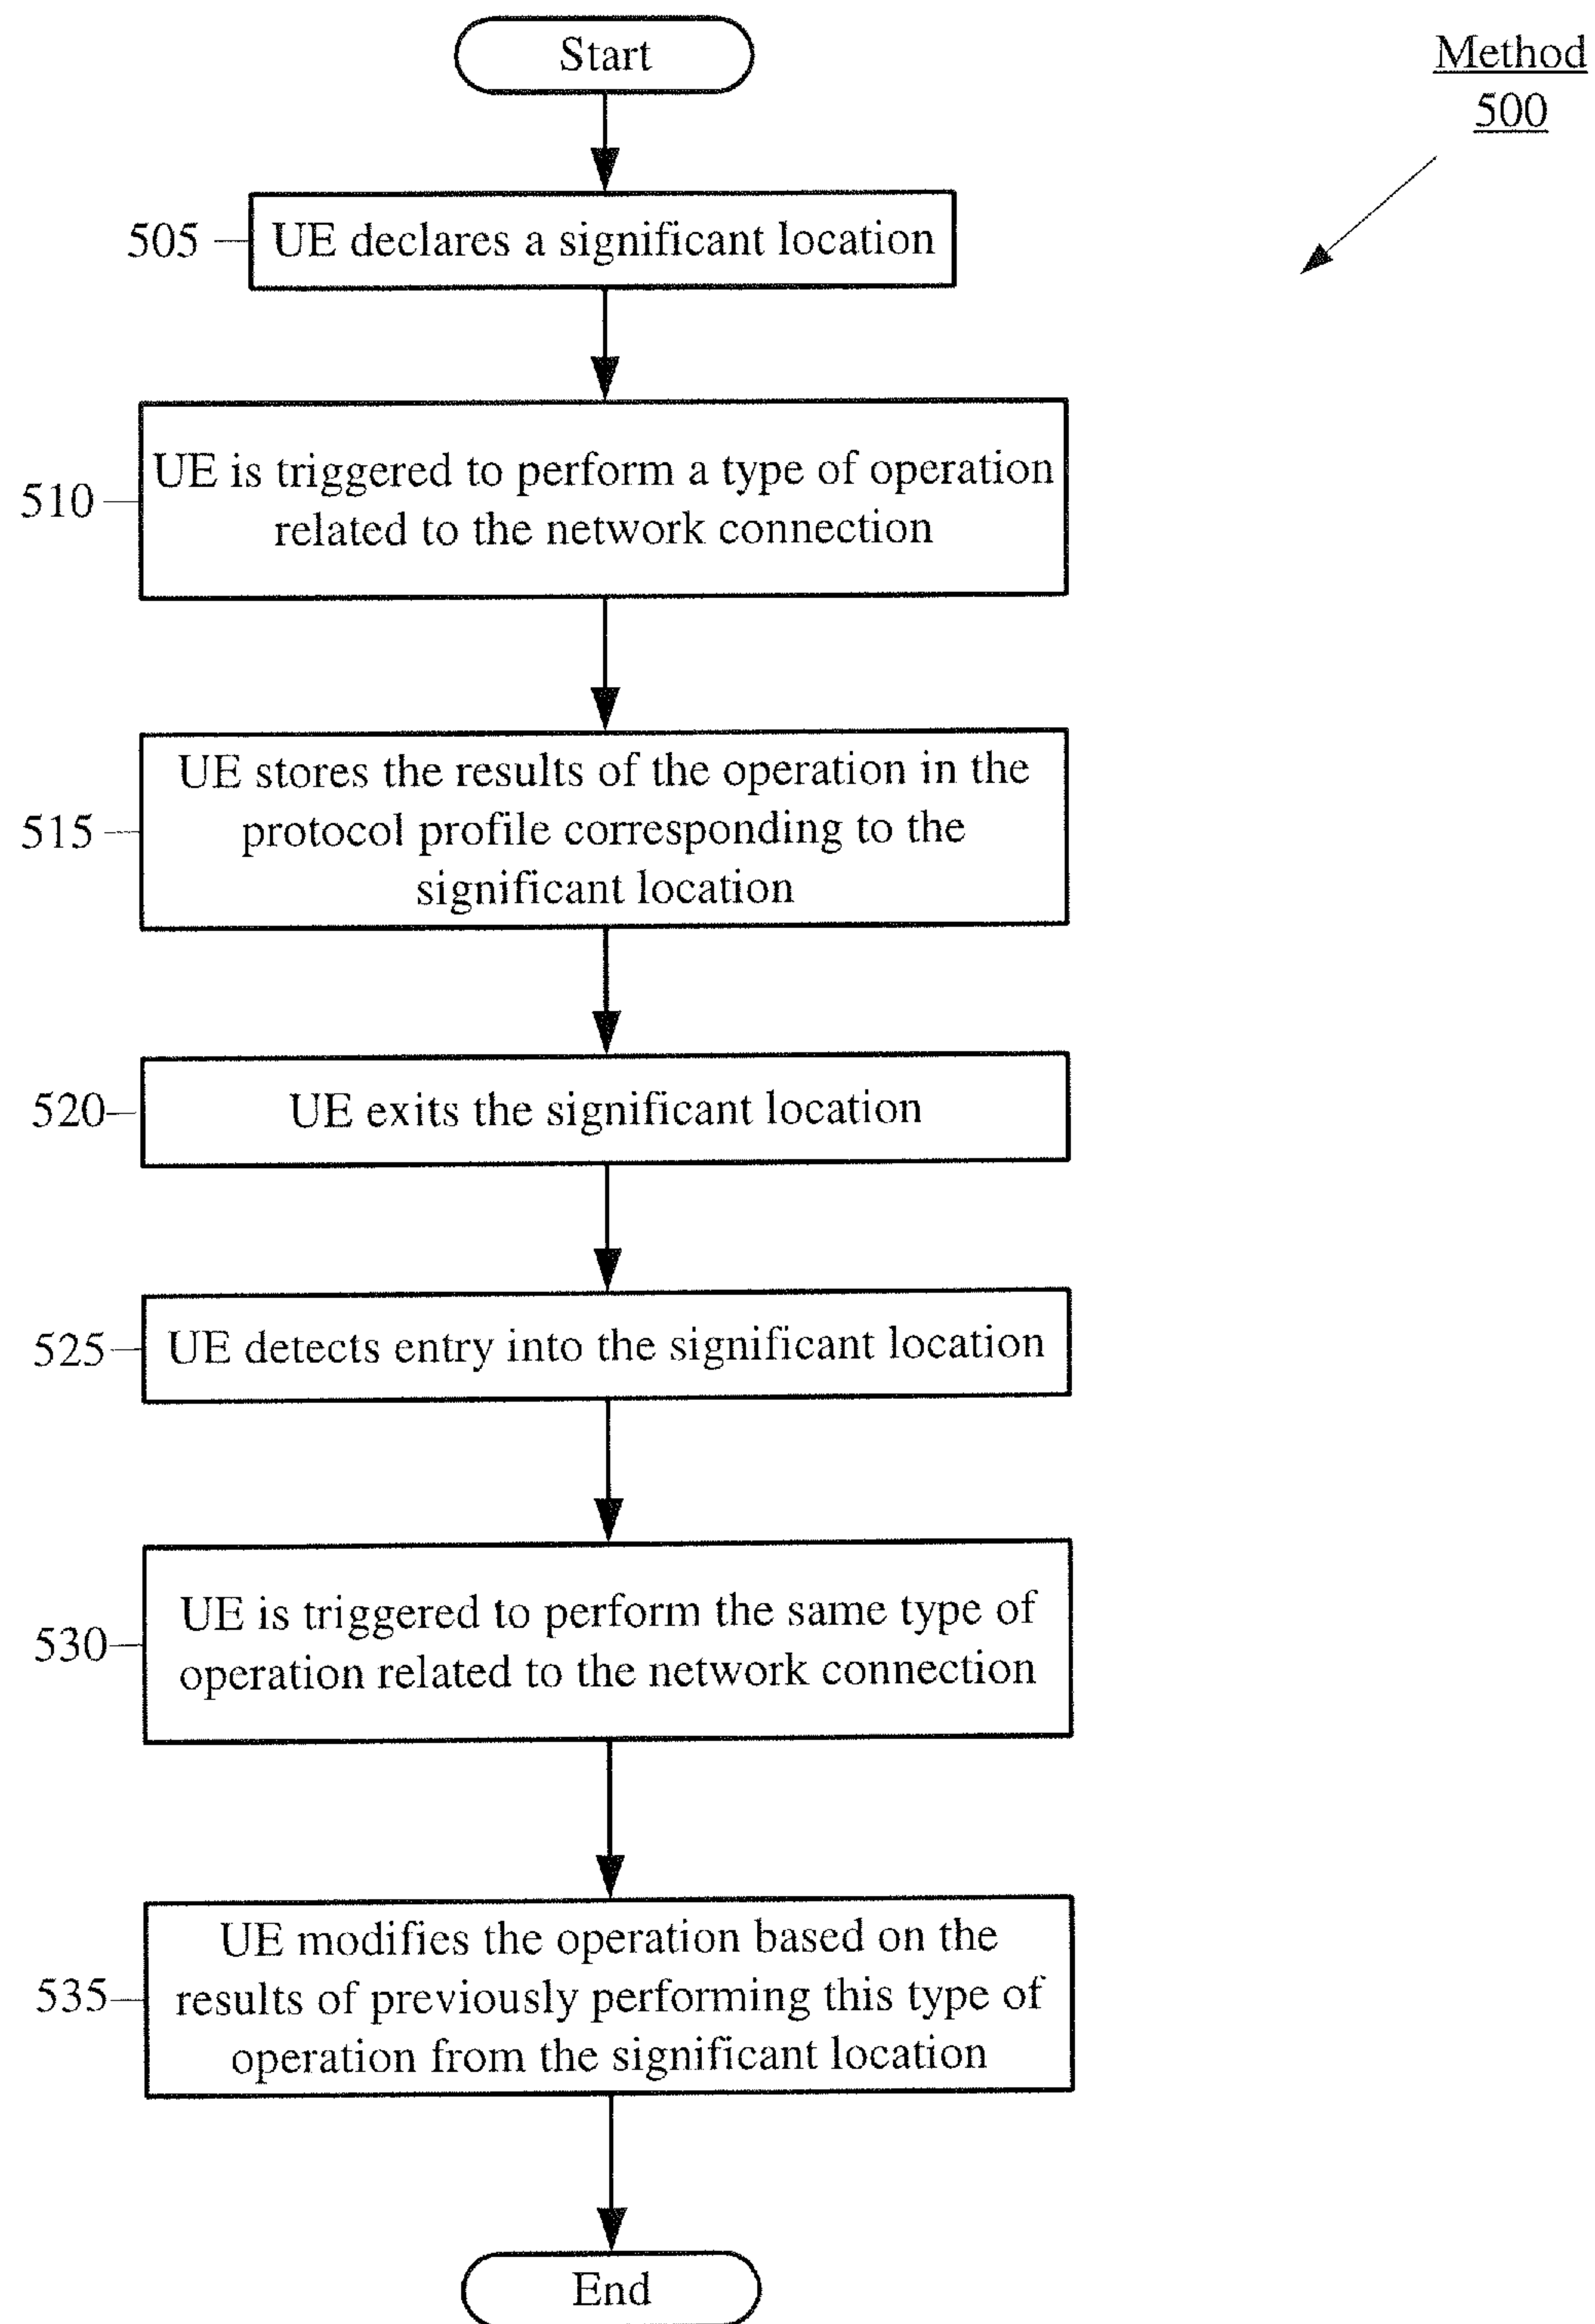 Start
Method
500
505
UE declares a significant location
510
UE is triggered to perform a type of operation
related to the network connection
515
UE stores the results of the operation in the
protocol profile corresponding to the
significant location
520
UE exits the significant location
525
UE detects entry into the significant location
530
UE is triggered to perform the same type of
operation related to the network connection
535
UE modifies the operation based on the
results of previously performing this type of
operation from the significant location
End